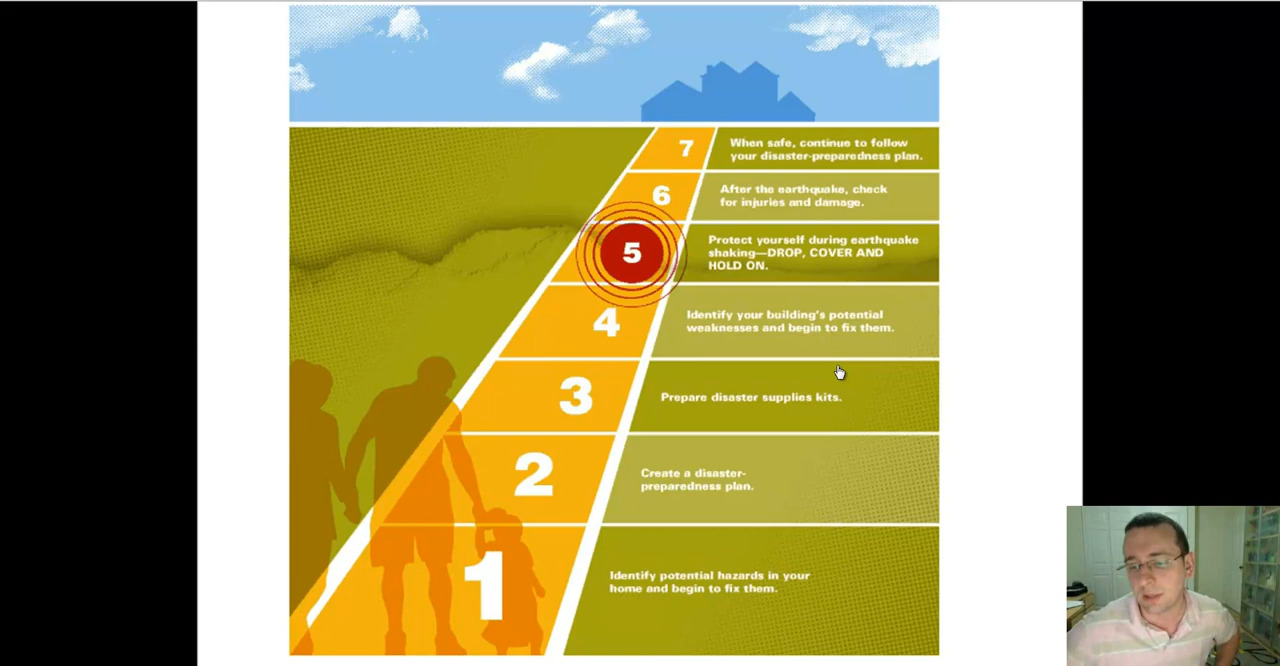 7
When safe, continue to follow
your disaster-preparedness plan.
6
After the earthquake, check
for injuries and damage.
5
Protect yourself during earthquake
shaking—DROP, COVER AND
HOLD ON.
4
Identify your building's potential
weaknesses and begin to fix them.
3
Prepare disaster supplies kits.
2
Create a disaster-
preparedness plan.
1
Identify potential hazards in your
home and begin to fix them.